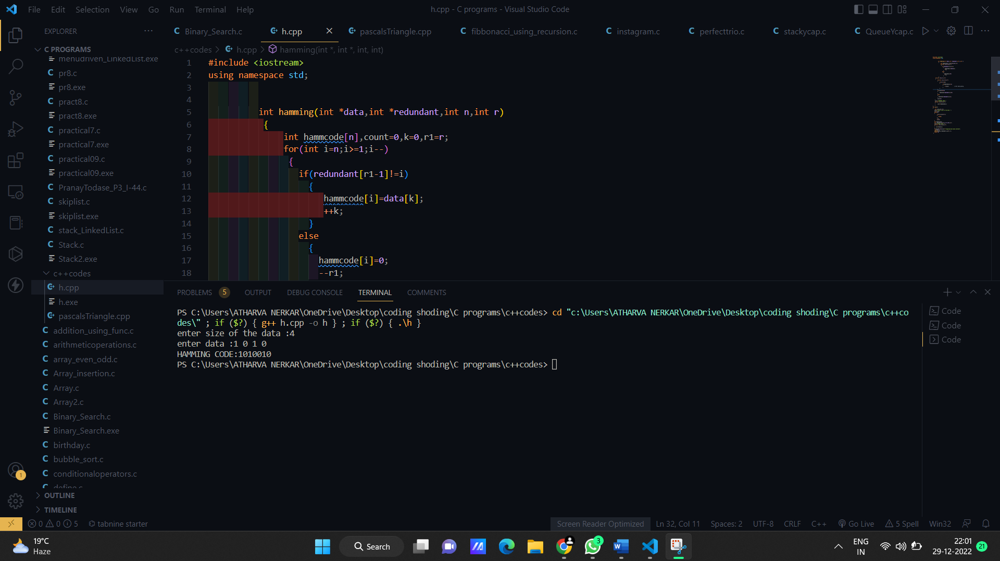 File Edit Selection View Go Run Terminal Help
h.cpp - C programs - Visual Studio Code
EXPLORER
C PROGRAMS
menudriven_LinkedList.exe
pr8.c
pr8.exe
pract8.c
pract8.exe
practical7.c
practical7.exe
practical09.c
practical09.exe
PranayTodase_P3_I-44.c
skiplist.c
skiplist.exe
stack_LinkedList.c
Stack.c
Stack2.exe
c++codes
h.cpp
h.exe
pascalsTriangle.cpp
addition_using_func.c
arithmeticoperations.c
array_even_odd.c
Array_insertion.c
Array.c
Array2.c
Binary_Search.c
Binary_Search.exe
birthday.c
bubble_sort.c
conditionaloperators.c
define.c
OUTLINE
TIMELINE
Binary_Search.c h.cpp pascalsTriangle.cpp fibbonacci_using_recursion.c instagram.c perfecttrio.c stackycap.c QueueYcap.c
c++codes > h.cpp > hamming(int *, int *, int, int)
1 #include <iostream>
2 using namespace std;
3
4
5 int hamming(int *data,int *redundant,int n,int r)
6 {
7 int hammcode[n],count=0,k=0,r1=r;
8 for(int i=n;i>=1;i--)
9 {
10 if(redundant[r1-1]!=i)
11 {
12 hammcode[i]=data[k];
13 ++k;
14 }
15 else
16 {
17 hammcode[i]=0;
18 --r1;
PROBLEMS 5 OUTPUT DEBUG CONSOLE TERMINAL COMMENTS
PS C:\Users\ATHARVA NERKAR\OneDrive\Desktop\coding shoding\C programs\c++codes> cd "c:\Users\ATHARVA NERKAR\OneDrive\Desktop\coding shoding\C programs\c++co
des\" ; if ($?) { g++ h.cpp -o h } ; if ($?) { .\h }
enter size of the data :4
enter data :1 0 1 0
HAMMING CODE:1010010
PS C:\Users\ATHARVA NERKAR\OneDrive\Desktop\coding shoding\C programs\c++codes>
Code
Code
Code
1
0 0 5 tabnine starter
Screen Reader Optimized Ln 32, Col 11 Spaces: 2 UTF-8 CRLF C++ Go Live 5 Spell Win32
19°C
Haze
Search
3
ENG
IN
22:01
29-12-2022
21